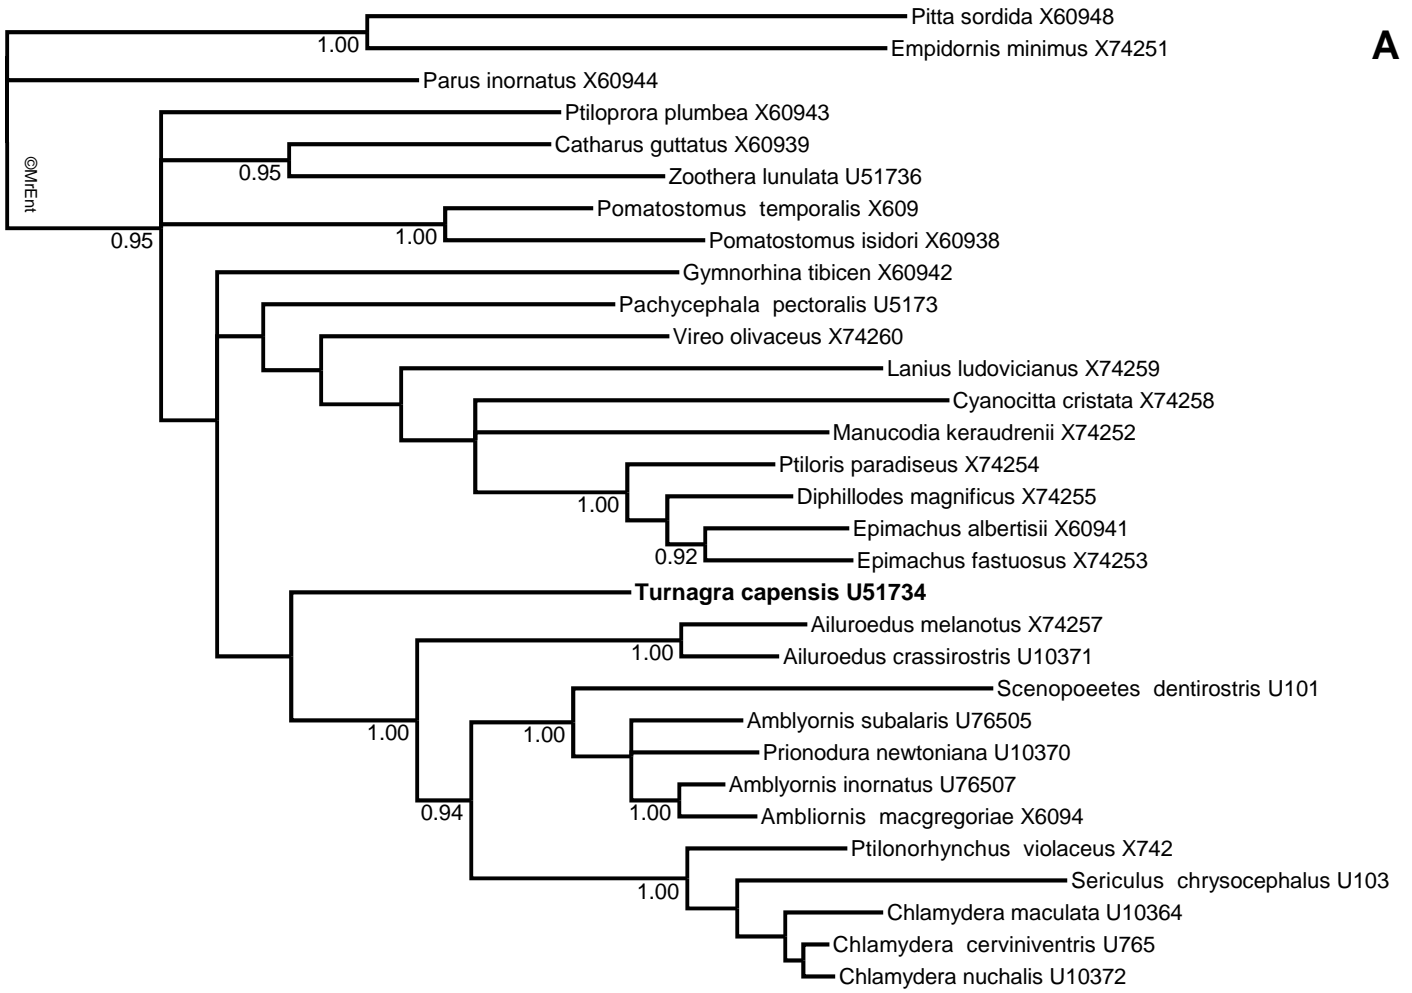 Pitta sordida X60948
1.00
Empidornis minimus X74251
A
Parus inornatus X60944
Ptiloprora plumbea X60943
Catharus guttatus X60939
©MrEnt
0.95
Zoothera lunulata U51736
Pomatostomus temporalis X609
0.95
1.00
Pomatostomus isidori X60938
Gymnorhina tibicen X60942
Pachycephala pectoralis U5173
Vireo olivaceus X74260
Lanius ludovicianus X74259
Cyanocitta cristata X74258
Manucodia keraudrenii X74252
Ptiloris paradiseus X74254
1.00
Diphillodes magnificus X74255
Epimachus albertisii X60941
0.92
Epimachus fastuosus X74253
Turnagra capensis U51734
Ailuroedus melanotus X74257
1.00
Ailuroedus crassirostris U10371
Scenopoeetes dentirostris U101
1.00
1.00
Amblyornis subalaris U76505
Prionodura newtoniana U10370
Amblyornis inornatus U76507
0.94
1.00
Ambliornis macgregoriae X6094
Ptilonorhynchus violaceus X742
1.00
Sericulus chrysocephalus U103
Chlamydera maculata U10364
Chlamydera cerviniventris U765
Chlamydera nuchalis U10372